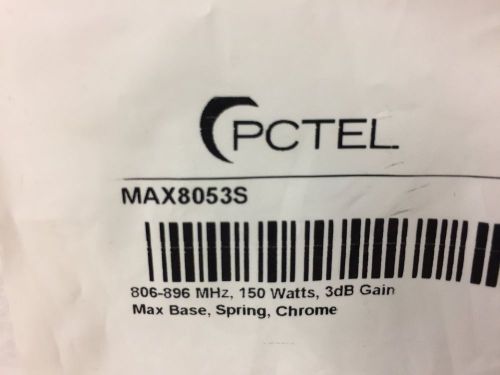 PCTEL
MAX8053S
806-896 MHz, 150 Watts, 3dB Gain
Max Base, Spring, Chrome